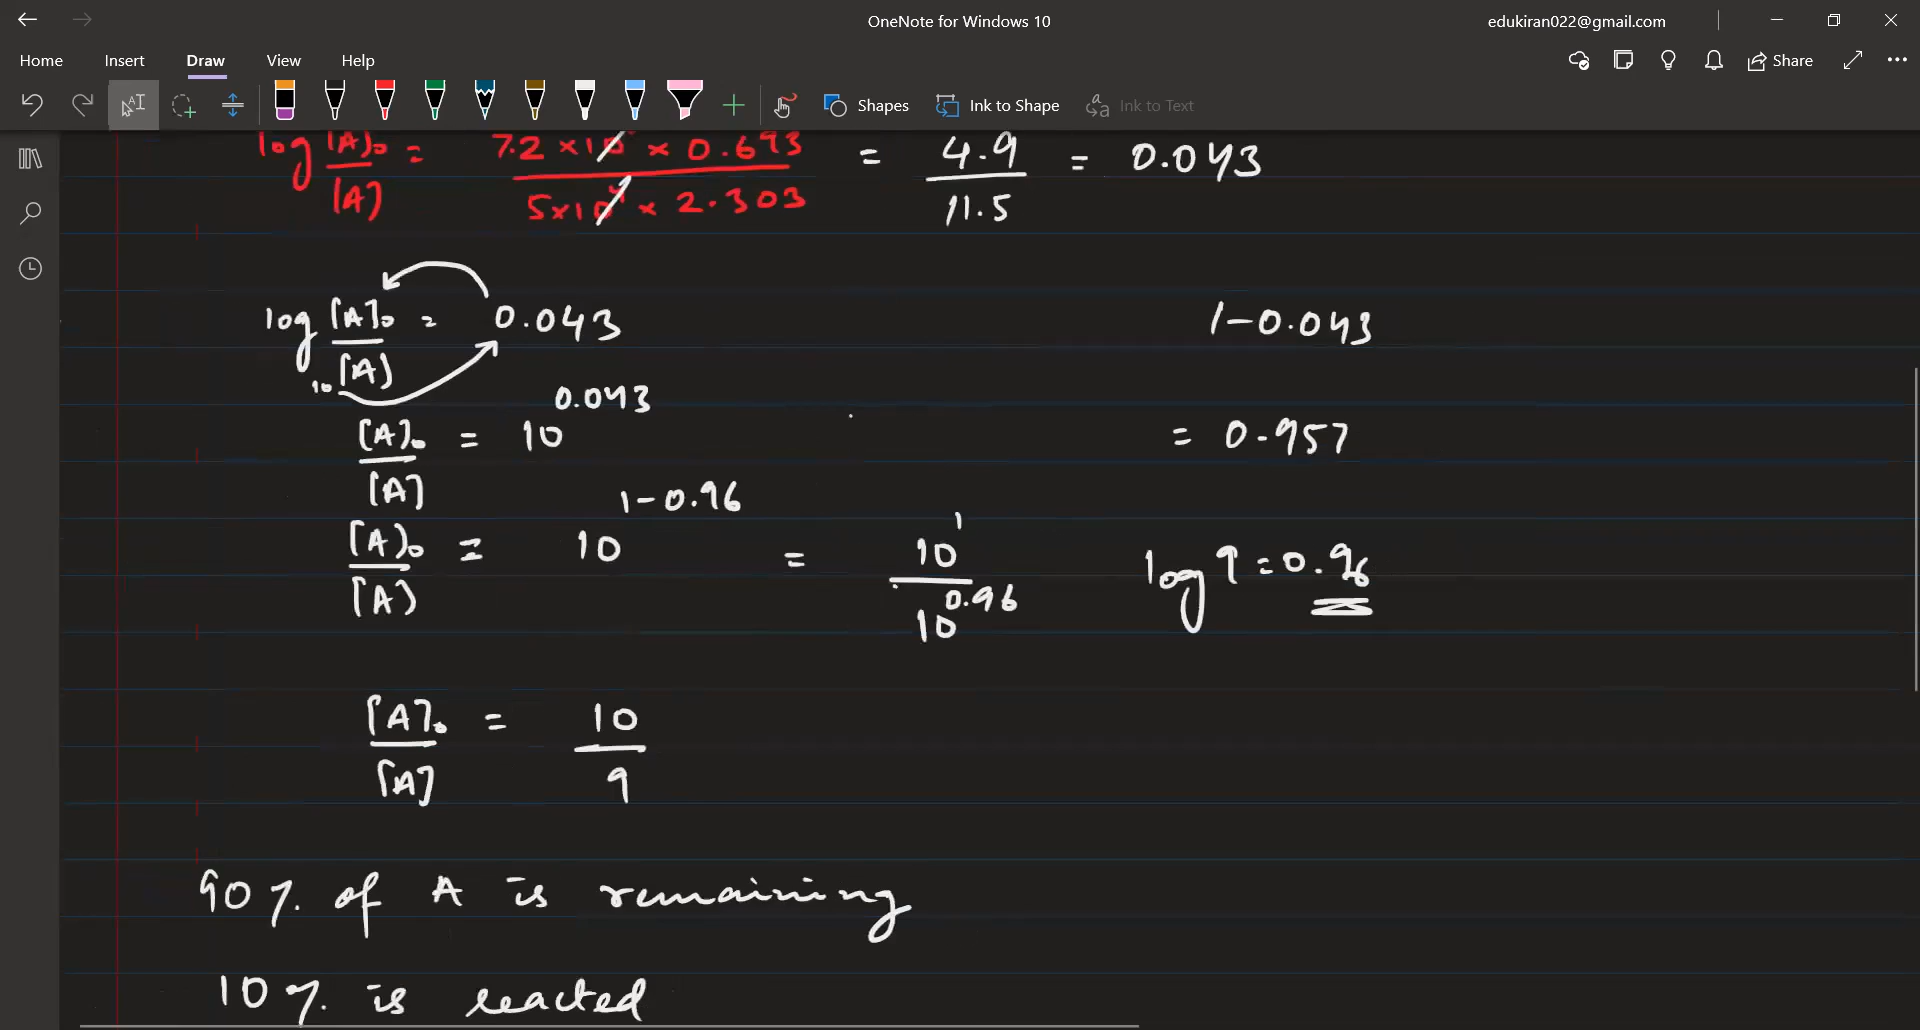 OneNote for Windows 10
edukiran022@gmail.com
Home Insert Draw View Help
Share
Shapes Ink to Shape Ink to Text
log [A]₀/[A] = 7.2 × 10 × 0.693 / 5 × 10⁴ × 2.303 = 4.9/11.5 = 0.043
log₁₀ [A]₀/[A] = 0.043
1 - 0.043
[A]₀/[A] = 10^0.043
= 0.957
[A]₀/[A] = 10^1-0.96 = 10^1/10^0.96
log 9 = 0.96
[A]₀/[A] = 10/9
90 %. of A is remaining
10 %. is reacted